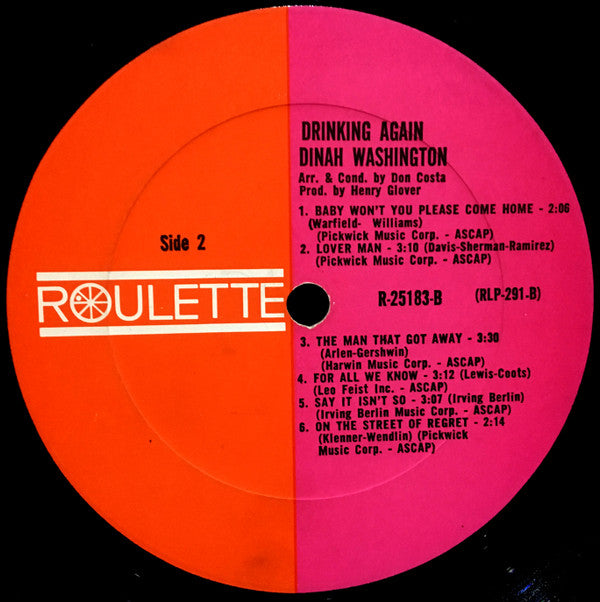 DRINKING AGAIN
DINAH WASHINGTON
Arr. & Cond. by Don Costa
Prod. by Henry Glover
1. BABY WON'T YOU PLEASE COME HOME - 2:06
(Warfield- Williams)
(Pickwick Music Corp. - ASCAP)
2. LOVER MAN - 3:10 (Davis-Sherman-Ramirez)
(Pickwick Music Corp. - ASCAP)
Side 2
ROULETTE
R-25183-B (RLP-291-B)
3. THE MAN THAT GOT AWAY - 3:30
(Arlen-Gershwin)
(Harwin Music Corp. - ASCAP)
4. FOR ALL WE KNOW - 3:12 (Lewis-Coots)
(Leo Feist Inc. - ASCAP)
5. SAY IT ISN'T SO - 3:07 (Irving Berlin)
(Irving Berlin Music Corp. - ASCAP)
6. ON THE STREET OF REGRET - 2:14
(Klenner-Wendlin) (Pickwick
Music Corp. - ASCAP)